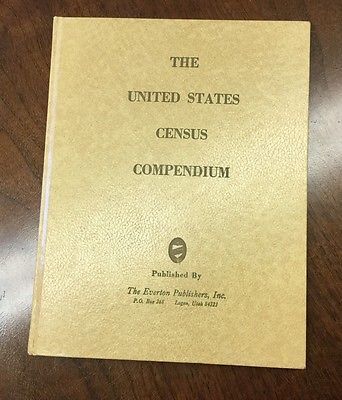 THE
UNITED STATES
CENSUS
COMPENDIUM
Published By
The Everton Publishers, Inc.
P.O. Box 368 Logan, Utah 84321